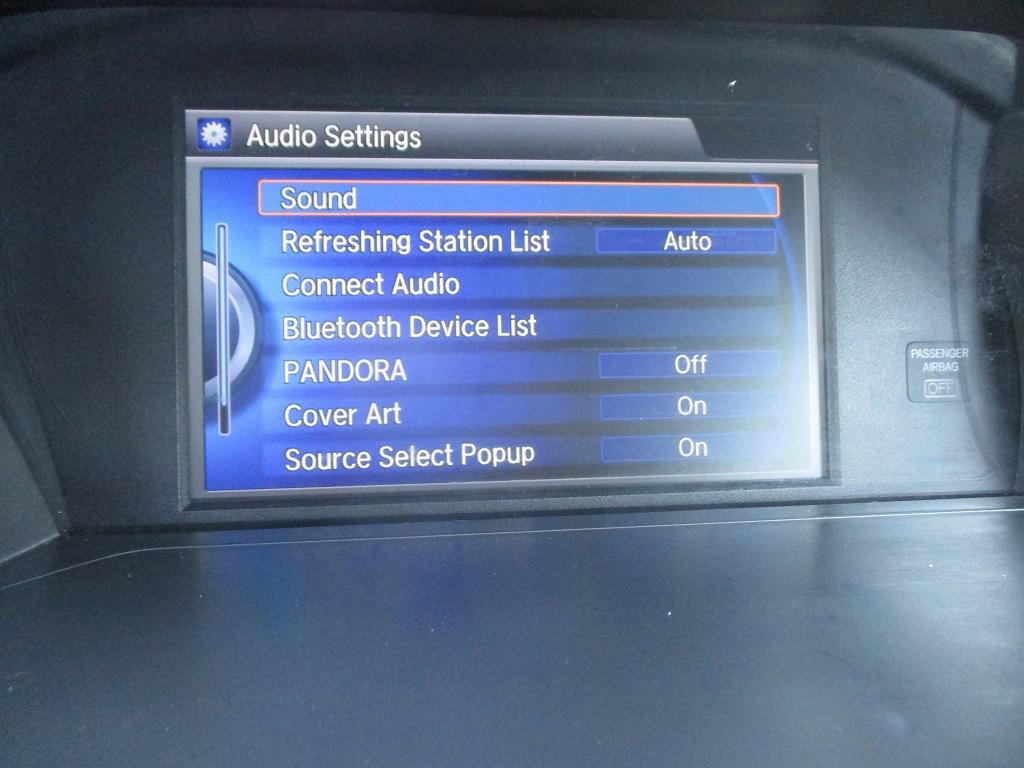 Audio Settings
Sound
Refreshing Station List Auto
Connect Audio
Bluetooth Device List
PANDORA Off
Cover Art On
Source Select Popup On
PASSENGER
AIRBAG
OFF